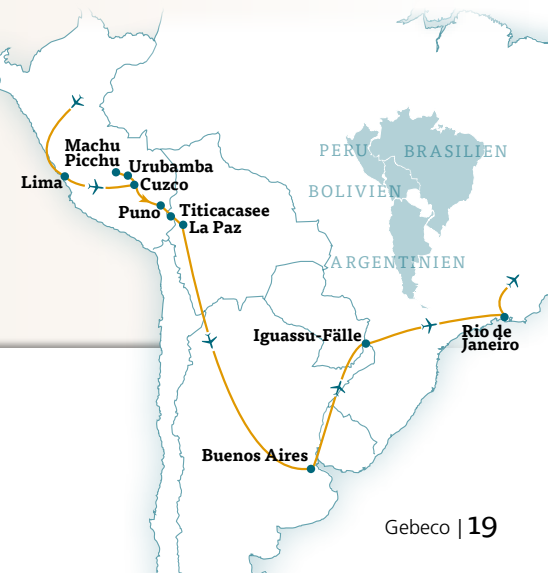 PERU
BRASILIEN
BOLIVIEN
ARGENTINIEN
Machu
Picchu
Urubamba
Lima
Cuzco
Puno
Titicacasee
La Paz
Iguassu-Fälle
Rio de
Janeiro
Buenos Aires
Gebeco | 19